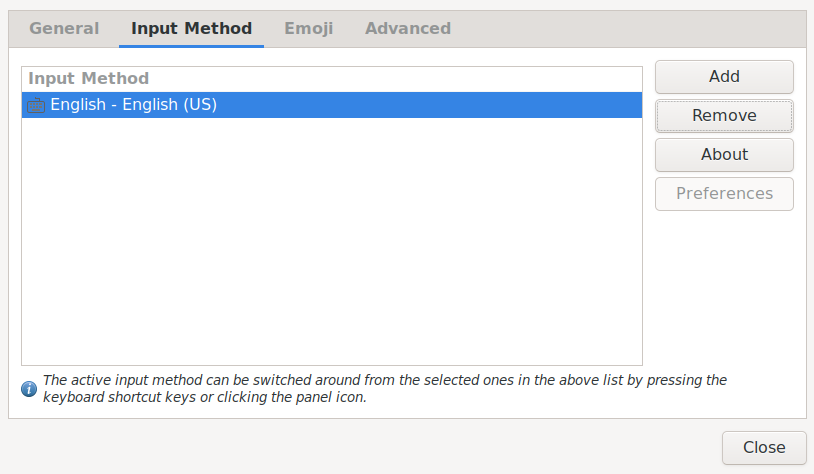 General Input Method Emoji Advanced
Input Method
English - English (US)
Add
Remove
About
Preferences
The active input method can be switched around from the selected ones in the above list by pressing the
keyboard shortcut keys or clicking the panel icon.
Close